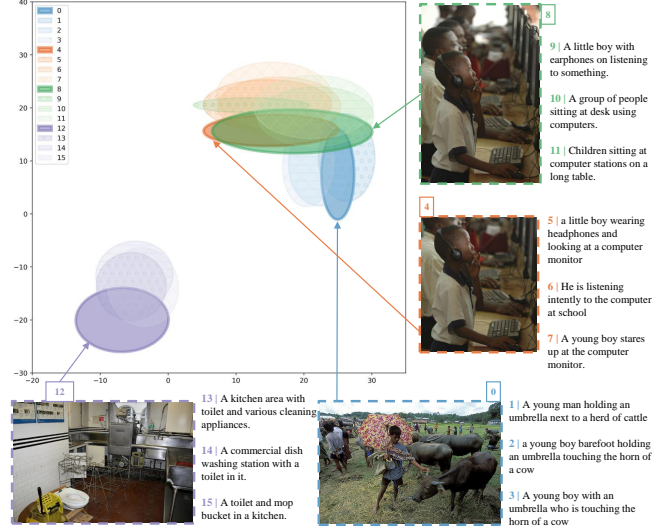 40
30
20
10
0
−10
−20
−30
−20
−10
0
10
20
30
0
1
2
3
4
5
6
7
8
9
10
11
12
13
14
15
8
9 | A little boy with
earphones on listening
to something.
10 | A group of people
sitting at desk using
computers.
11 | Children sitting at
computer stations on a
long table.
4
5 | a little boy wearing
headphones and
looking at a computer
monitor
6 | He is listening
intently to the computer
at school
7 | A young boy stares
up at the computer
monitor.
12
13 | A kitchen area with
toilet and various cleaning
appliances.
14 | A commercial dish
washing station with a
toilet in it.
15 | A toilet and mop
bucket in a kitchen.
0
1 | A young man holding an
umbrella next to a herd of cattle
2 | a young boy barefoot holding
an umbrella touching the horn of
a cow
3 | A young boy with an
umbrella who is touching the
horn of a cow